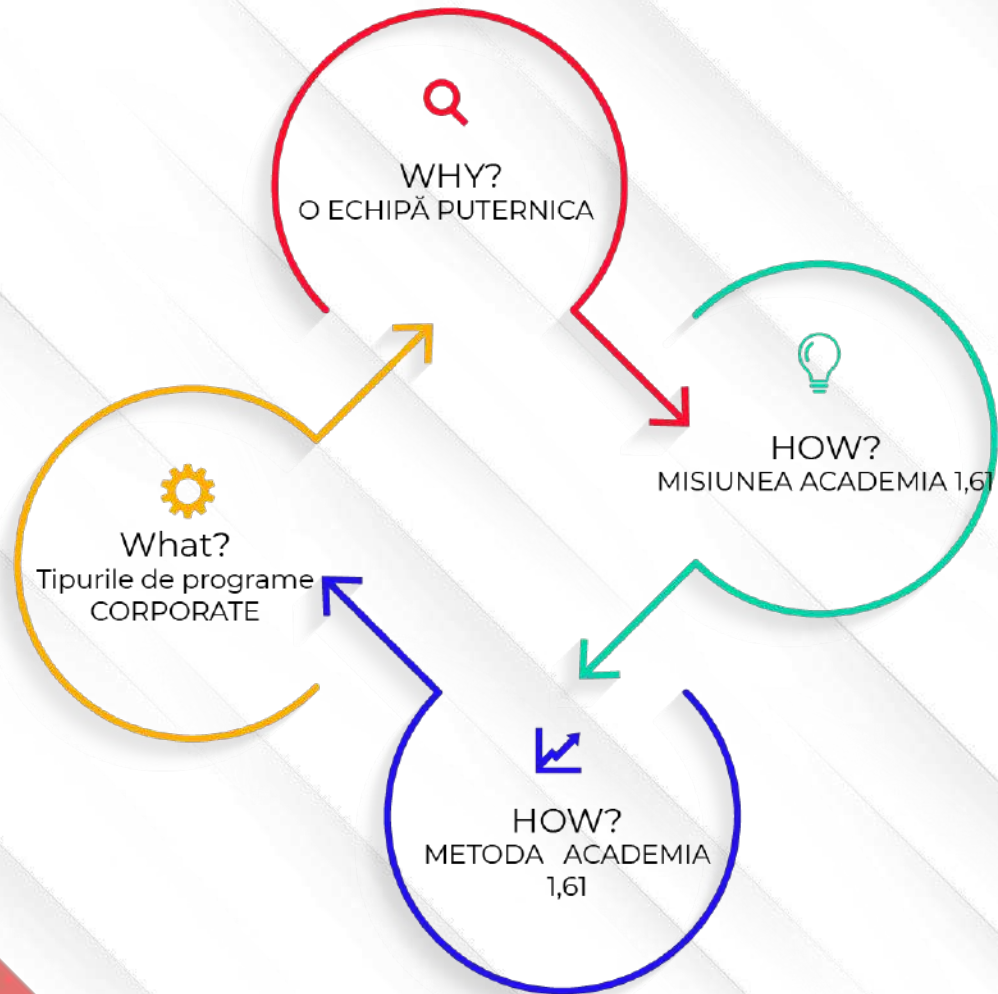 WHY?
O ECHIPĂ PUTERNICA
HOW?
MISIUNEA ACADEMIA 1,61
What?
Tipurile de programe
CORPORATE
HOW?
METODA ACADEMIA
1,61